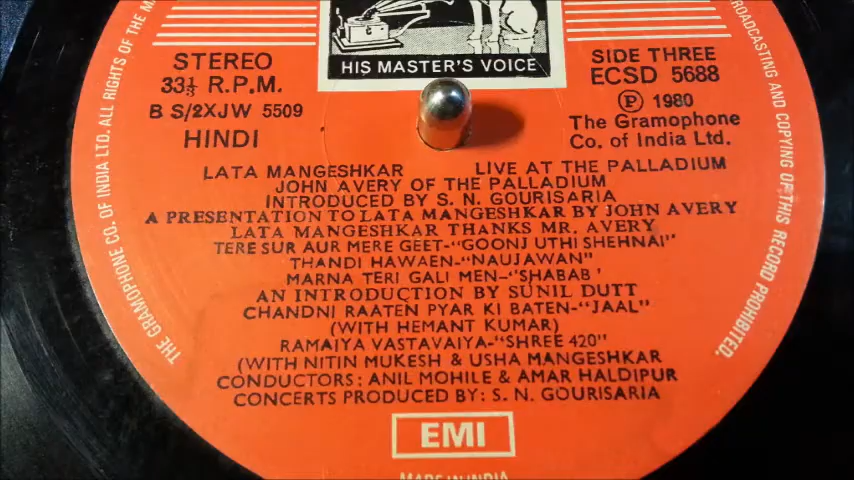 HIS MASTER'S VOICE
STEREO
33⅓ R.P.M.
B S/2XJW 5509
HINDI
SIDE THREE
ECSD 5688
Ⓟ 1980
The Gramophone
Co. of India Ltd.
LATA MANGESHKAR LIVE AT THE PALLADIUM
JOHN AVERY OF THE PALLADIUM
INTRODUCED BY S. N. GOURISARIA
A PRESENTATION TO LATA MANGESHKAR BY JOHN AVERY
LATA MANGESHKAR THANKS MR. AVERY
TERE SUR AUR MERE GEET-"GOONJ UTHI SHEHNAI"
THANDI HAWAEN-"NAUJAWAN"
MARNA TERI GALI MEN-"SHABAB'
AN INTRODUCTION BY SUNIL DUTT
CHANDNI RAATEN PYAR KI BATEN-"JAAL"
(WITH HEMANT KUMAR)
RAMAIYA VASTAVAIYA-"SHREE 420"
(WITH NITIN MUKESH & USHA MANGESHKAR
CONDUCTORS: ANIL MOHILE & AMAR HALDIPUR
CONCERTS PRODUCED BY: S. N. GOURISARIA
EMI
MADE IN INDIA
THE GRAMOPHONE CO. OF INDIA LTD. ALL RIGHTS OF THE
BROADCASTING AND COPYING OF THIS RECORD PROHIBITED.